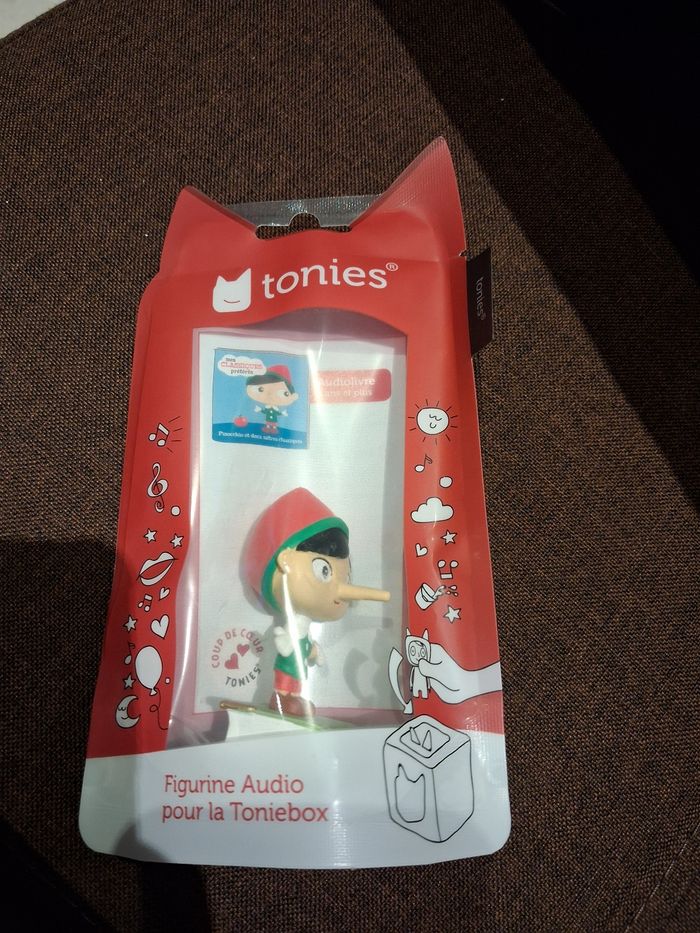 tonies®
tonies®
mes
CLASSIQUES
préférés
Audiolivre
ans et plus
Pinocchio et deux autres classiques
COUP DE CŒUR
TONIES
Figurine Audio
pour la Toniebox